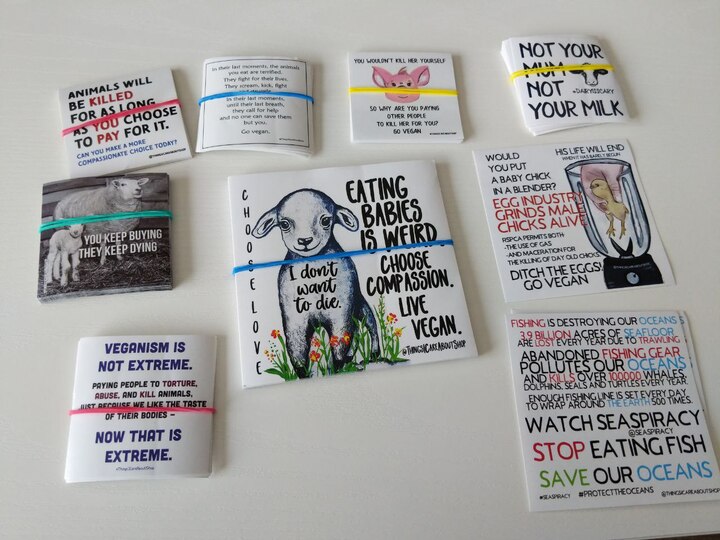 ANIMALS WILL
BE KILLED
FOR AS LONG
AS YOU CHOOSE
TO PAY FOR IT.
CAN YOU MAKE A MORE
COMPASSIONATE CHOICE TODAY?
@THINGSICAREABOUTSHOP
In their last moments, the animals
you eat are terrified.
They fight for their lives.
They scream, kick, fight
In their last moments,
until their last breath,
they call for help
and no one can save them
but you.
Go vegan.
YOU WOULDN'T KILL HER YOURSELF
SO WHY ARE YOU PAYING
OTHER PEOPLE
TO KILL HER FOR YOU?
GO VEGAN
NOT YOUR
MUM
NOT
YOUR MILK
#DAIRYISSCARY
YOU KEEP BUYING
THEY KEEP DYING
CHOOSE LOVE
EATING
BABIES
IS WEIRD.
CHOOSE
COMPASSION.
LIVE
VEGAN.
@THINGSICAREABOUTSHOP
I don't
want
to die.
WOULD
YOU PUT
A BABY CHICK
IN A BLENDER?
EGG INDUSTRY
GRINDS MALE
CHICKS ALIVE
RSPCA PERMITS BOTH
-THE USE OF GAS
-AND MACERATION FOR
THE KILLING OF DAY OLD CHICKS
DITCH THE EGGS!
GO VEGAN
HIS LIFE WILL END
WHEN IT HAS BARELY BEGUN
VEGANISM IS
NOT EXTREME.
PAYING PEOPLE TO TORTURE,
ABUSE, AND KILL ANIMALS,
JUST BECAUSE WE LIKE THE TASTE
OF THEIR BODIES –
NOW THAT IS
EXTREME.
#ThingsICareAboutShop
FISHING IS DESTROYING OUR OCEANS
3.9 BILLION ACRES OF SEAFLOOR
ARE LOST EVERY YEAR DUE TO TRAWLING
ABANDONED FISHING GEAR
POLLUTES OUR OCEANS
AND KILLS OVER 100000 WHALES,
DOLPHINS, SEALS AND TURTLES EVERY YEAR.
ENOUGH FISHING LINE IS SET EVERY DAY
TO WRAP AROUND THE EARTH 500 TIMES.
WATCH SEASPIRACY
@SEASPIRACY
STOP EATING FISH
SAVE OUR OCEANS
#SEASPIRACY #PROTECTTHEOCEANS @THINGSICAREABOUTSHOP